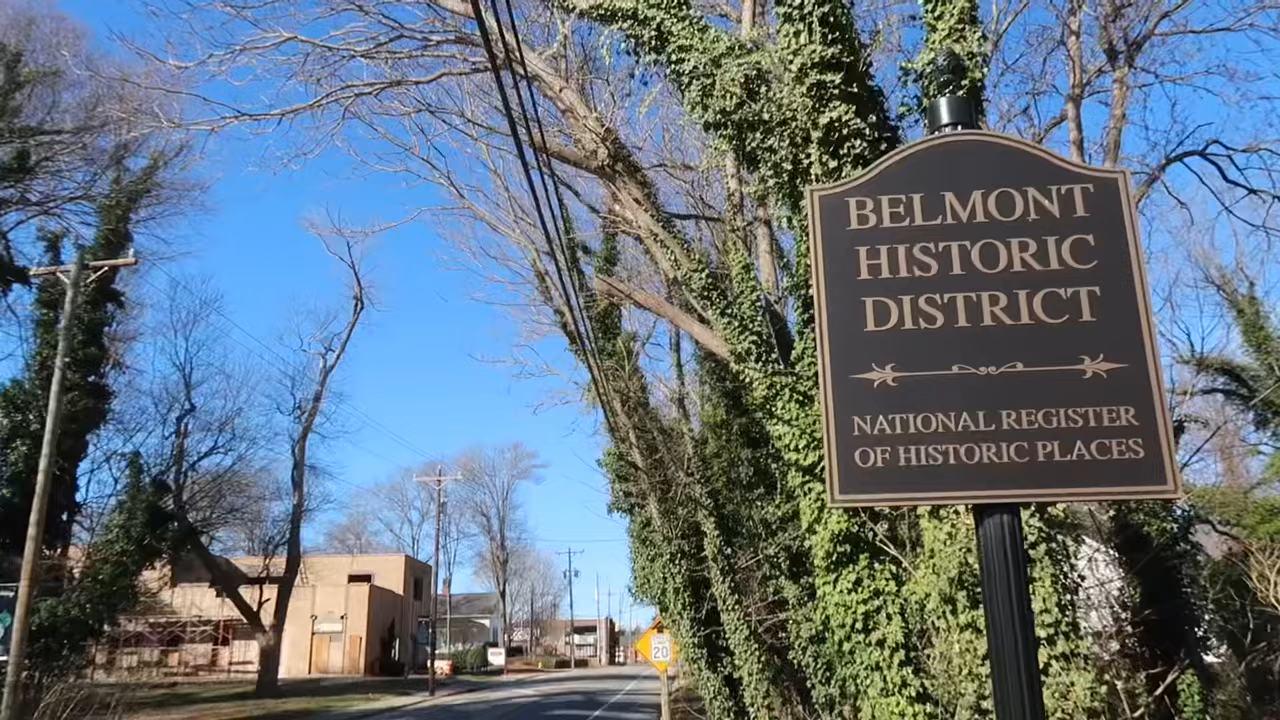 BELMONT
HISTORIC
DISTRICT
NATIONAL REGISTER
OF HISTORIC PLACES
20